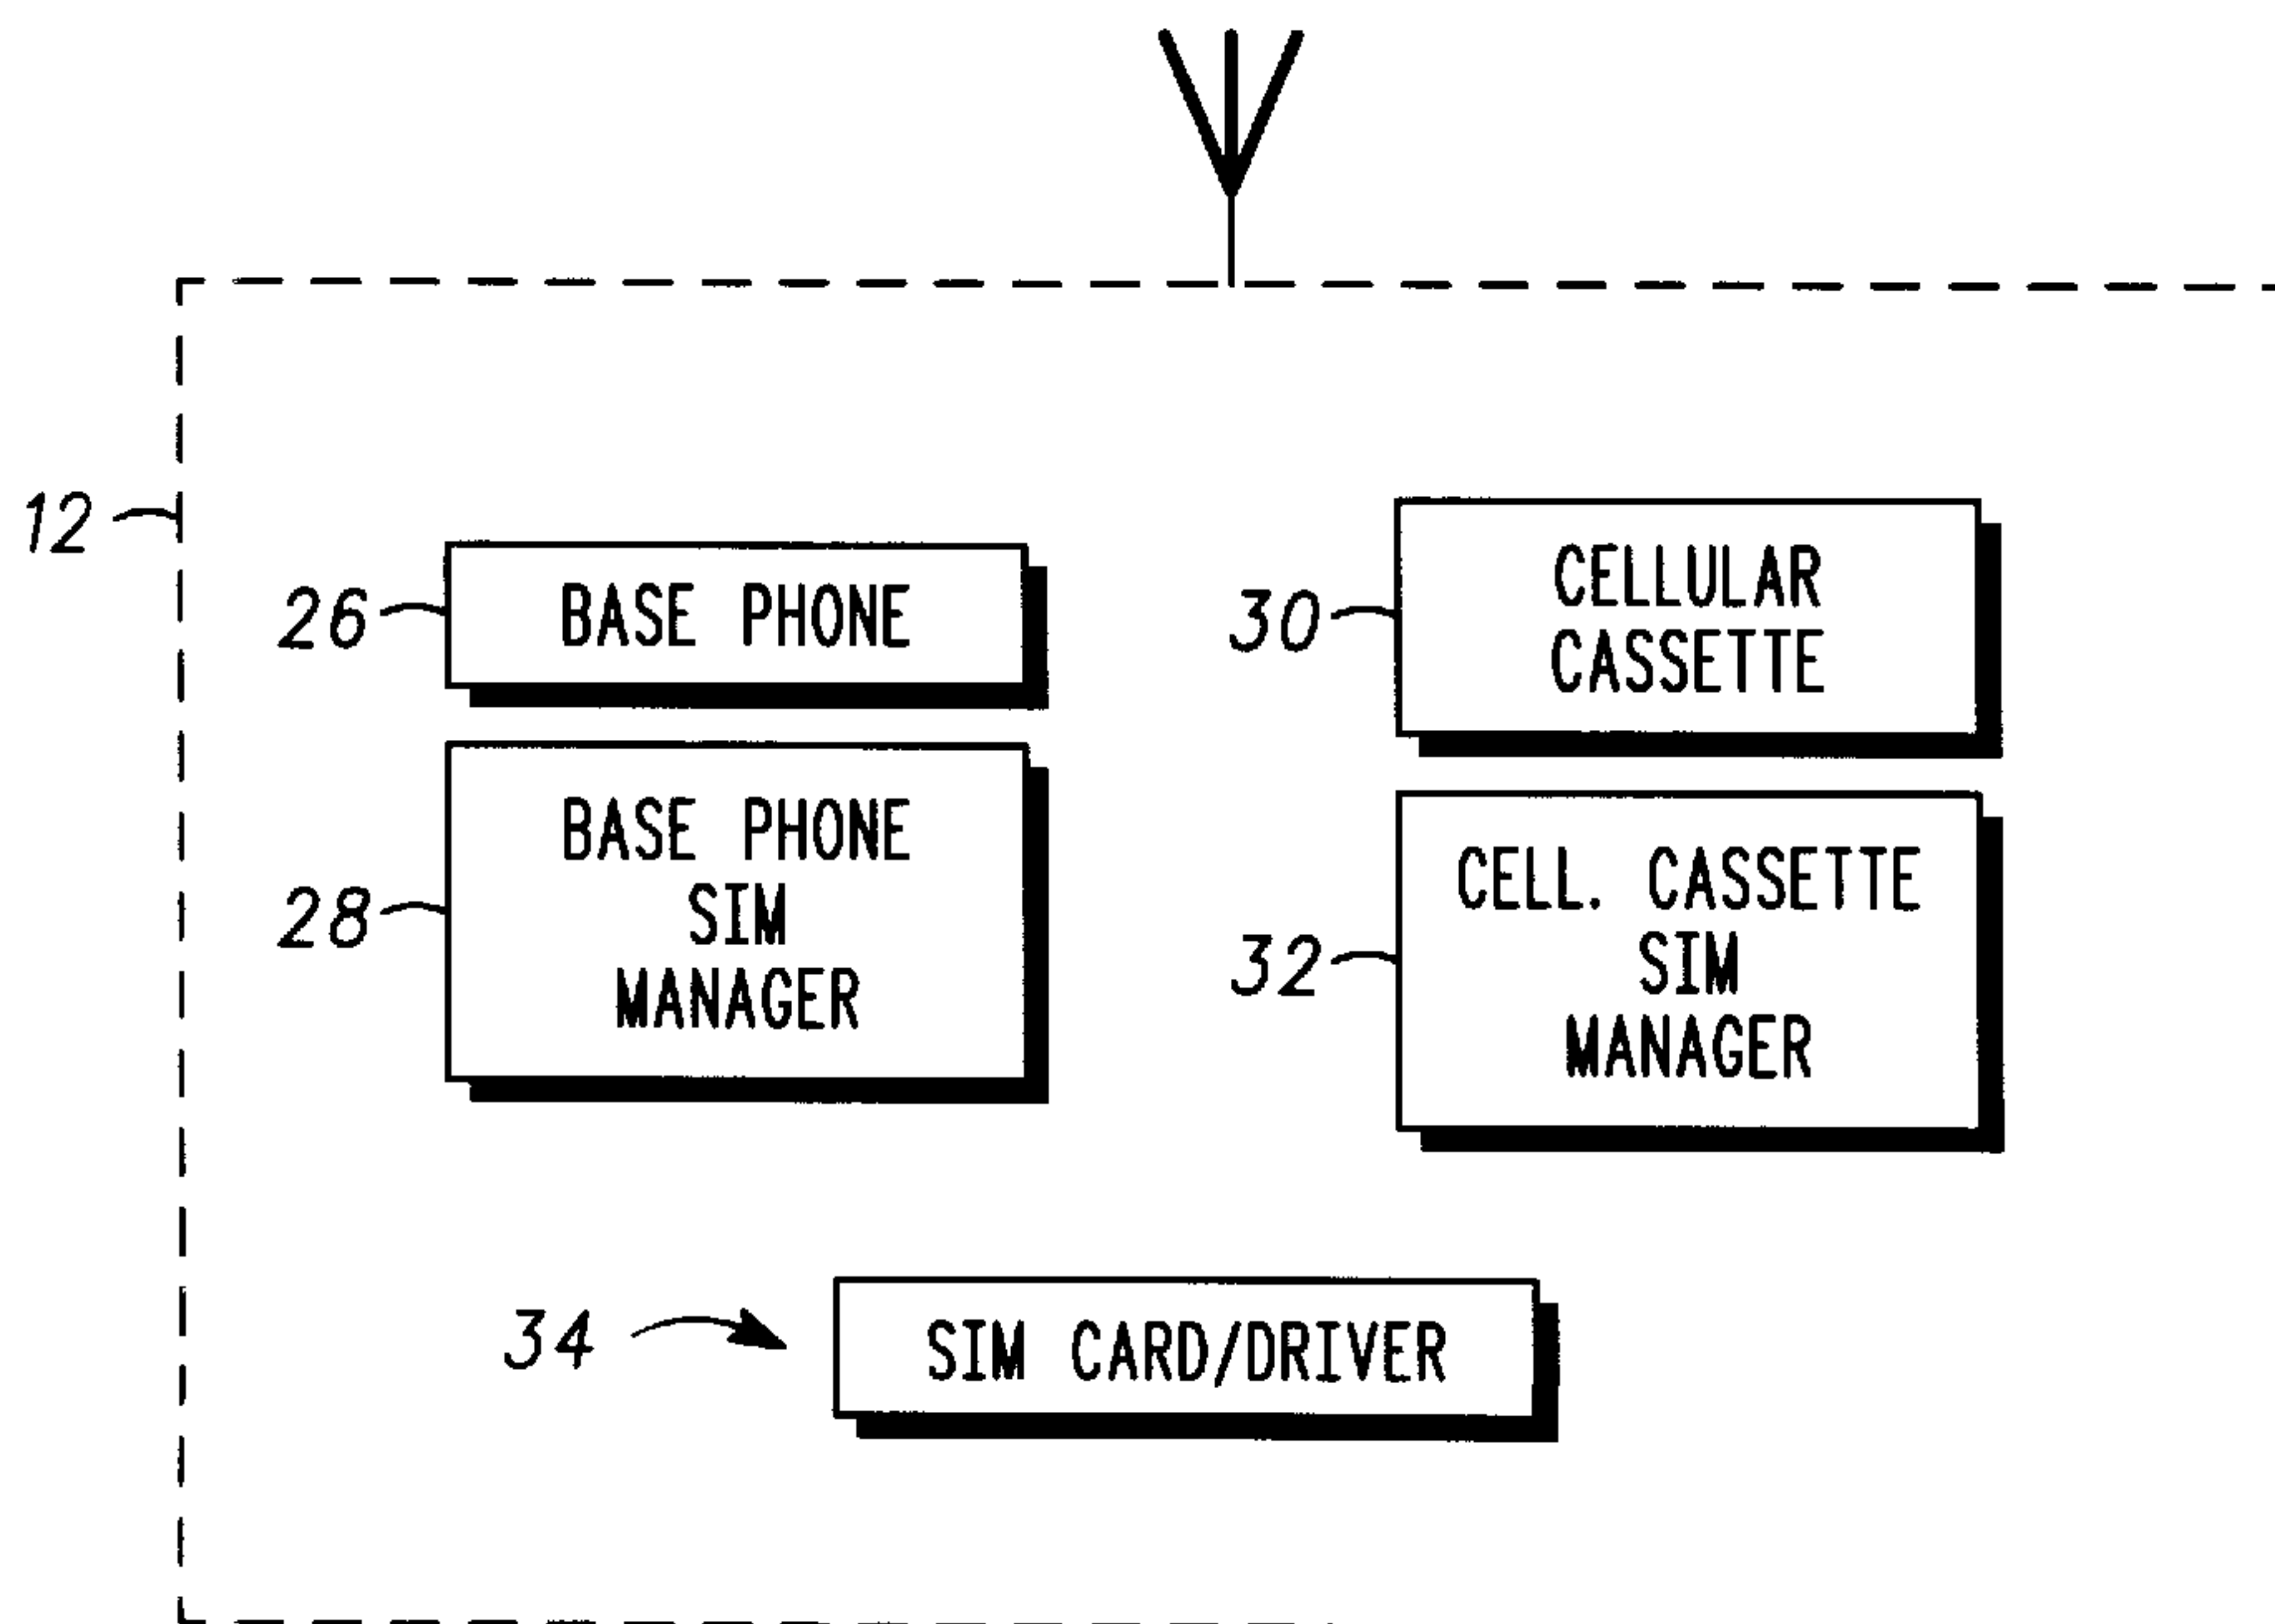 12
26
BASE PHONE
28
BASE PHONE
SIM
MANAGER
30
CELLULAR
CASSETTE
32
CELL. CASSETTE
SIM
MANAGER
34
SIM CARD/DRIVER